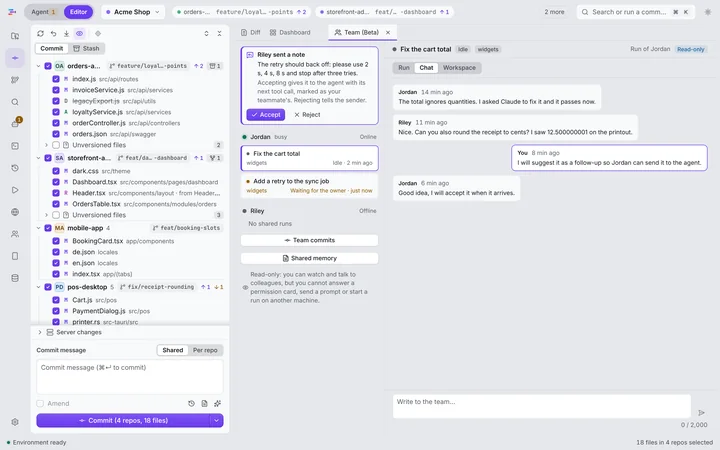 Agent 1
Editor
Acme Shop
orders-... feature/loyal... -points ↑ 2
storefront-ad... feat/... -dashboard ↑ 1
2 more
Search or run a comm... ⌘ K
Commit
Stash
OA orders-a... feature/loyal... -points ↑ 2 1
M index.js src/api/routes
M invoiceService.js src/api/services
legacyExport.js src/api/utils
loyaltyService.js src/api/services
M orderController.js src/api/controllers
M orders.json src/api/swagger
Unversioned files 2
SA storefront-a... feat/da... -dashboard ↑ 1 1
M dark.css src/theme
M Dashboard.tsx src/components/pages/dashboard
Header.tsx src/components/layout · from Header...
M OrdersTable.tsx src/components/modules/orders
Unversioned files 3
MA mobile-app 4 feat/booking-slots
M BookingCard.tsx app/components
M de.json locales
M en.json locales
M index.tsx app/(tabs)
PD pos-desktop 5 fix/receipt-rounding ↑ 1 ↓ 1
M Cart.js src/pos
M PaymentDialog.js src/pos
M printer.rs src-tauri/src
Server changes
Commit message
Shared
Per repo
Commit message (⌘↵ to commit)
Amend
Commit (4 repos, 18 files)
Environment ready
Diff
Dashboard
Team (Beta)
Riley sent a note
The retry should back off: please use 2
s, 4 s, 8 s and stop after three tries.
Accepting gives it to the agent with its
next tool call, marked as your
teammate's. Rejecting tells the sender.
Accept
Reject
Jordan busy Online
Fix the cart total
widgets Idle · 2 min ago
Add a retry to the sync job
widgets Waiting for the owner · just now
Riley Offline
No shared runs
Team commits
Shared memory
Read-only: you can watch and talk to
colleagues, but you cannot answer a
permission card, send a prompt or start a
run on another machine.
Fix the cart total Idle widgets
Run of Jordan Read-only
Run
Chat
Workspace
Jordan 14 min ago
The total ignores quantities. I asked Claude to fix it and it passes now.
Riley 11 min ago
Nice. Can you also round the receipt to cents? I saw 12.500000001 on the printout.
You 8 min ago
I will suggest it as a follow-up so Jordan can send it to the agent.
Jordan 6 min ago
Good idea, I will accept it when it arrives.
Write to the team...
0 / 2,000
18 files in 4 repos selected